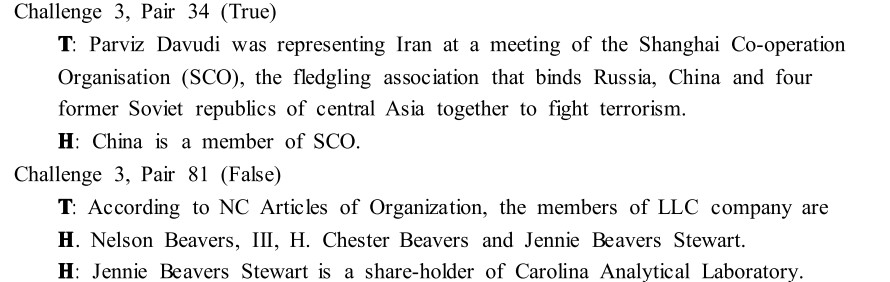 Challenge 3, Pair 34 (True)
T: Parviz Davudi was representing Iran at a meeting of the Shanghai Co-operation
Organisation (SCO), the fledgling association that binds Russia, China and four
former Soviet republics of central Asia together to fight terrorism.
H: China is a member of SCO.
Challenge 3, Pair 81 (False)
T: According to NC Articles of Organization, the members of LLC company are
H. Nelson Beavers, III, H. Chester Beavers and Jennie Beavers Stewart.
H: Jennie Beavers Stewart is a share-holder of Carolina Analytical Laboratory.